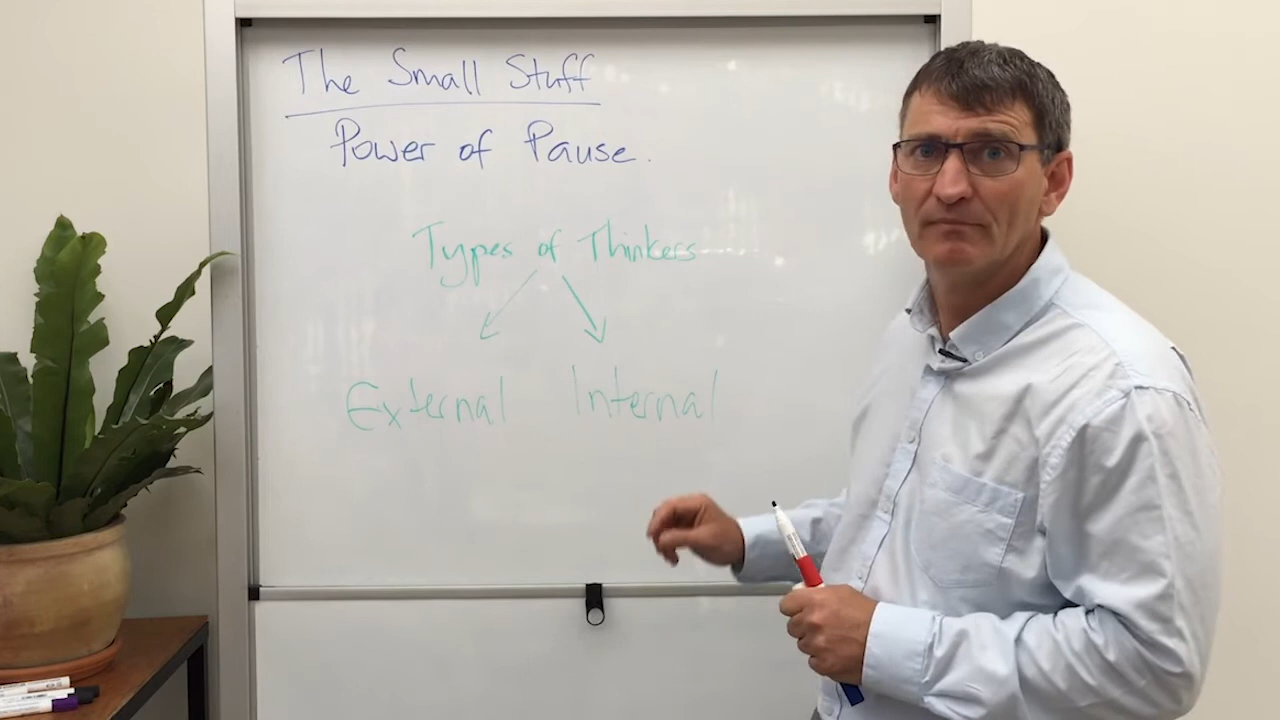 The Small Stuff
Power of Pause.
Types of Thinkers
External Internal